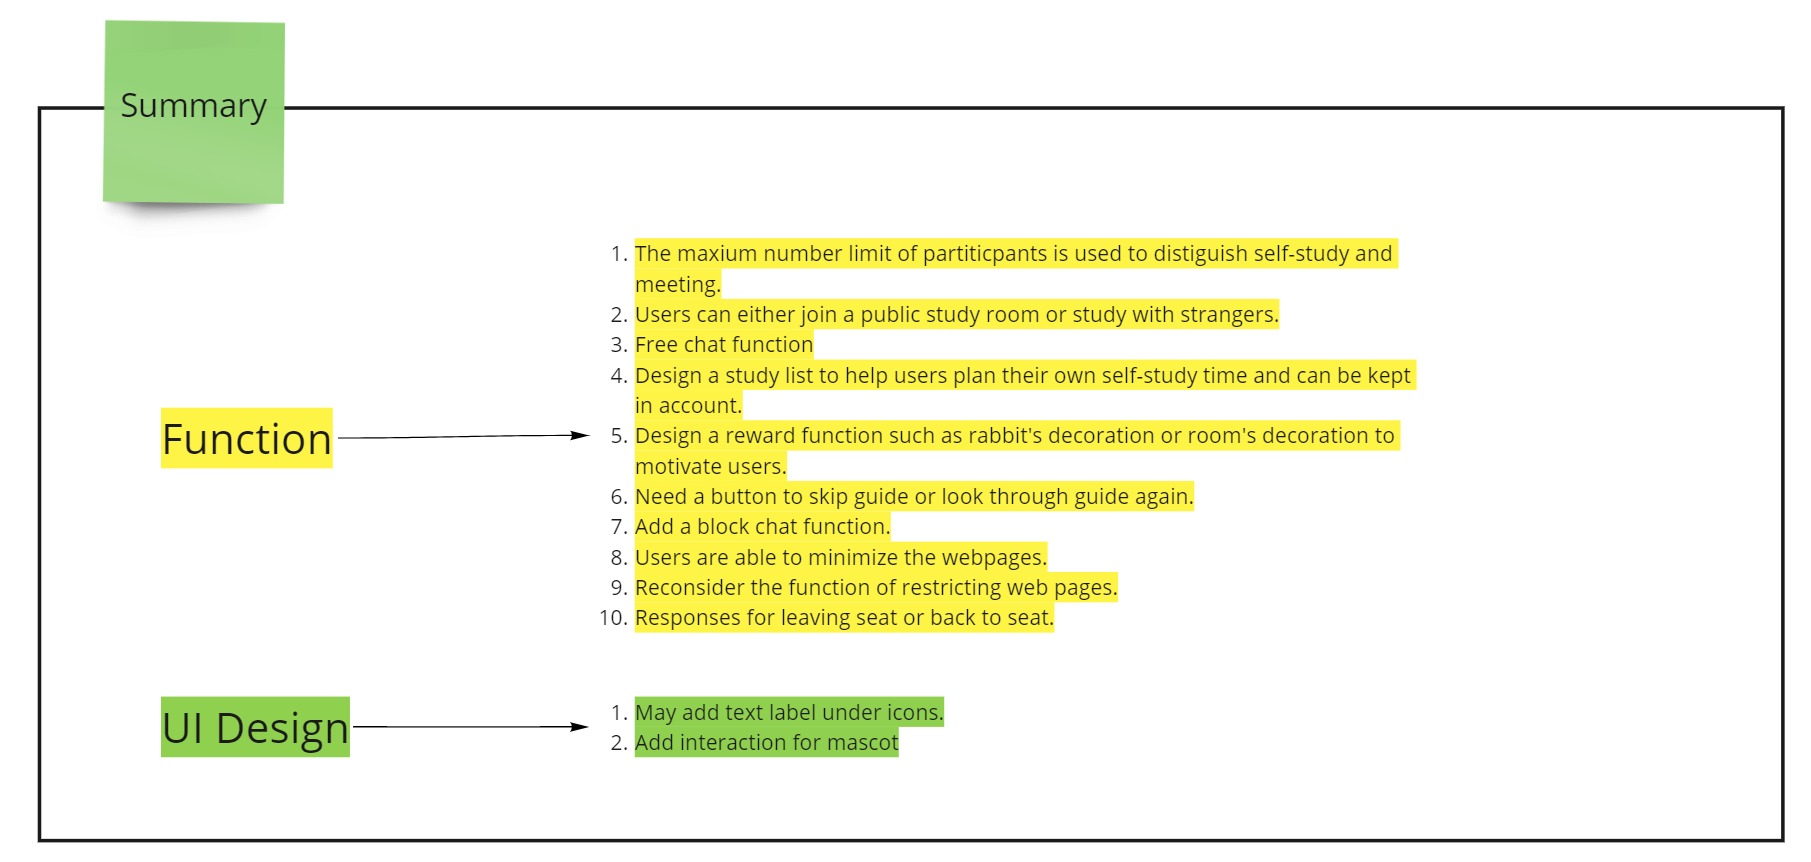 Summary
1. The maxium number limit of partiticpants is used to distiguish self-study and
meeting.
2. Users can either join a public study room or study with strangers.
3. Free chat function
4. Design a study list to help users plan their own self-study time and can be kept
in account.
Function
5. Design a reward function such as rabbit's decoration or room's decoration to
motivate users.
6. Need a button to skip guide or look through guide again.
7. Add a block chat function.
8. Users are able to minimize the webpages.
9. Reconsider the function of restricting web pages.
10. Responses for leaving seat or back to seat.
UI Design
1. May add text label under icons.
2. Add interaction for mascot